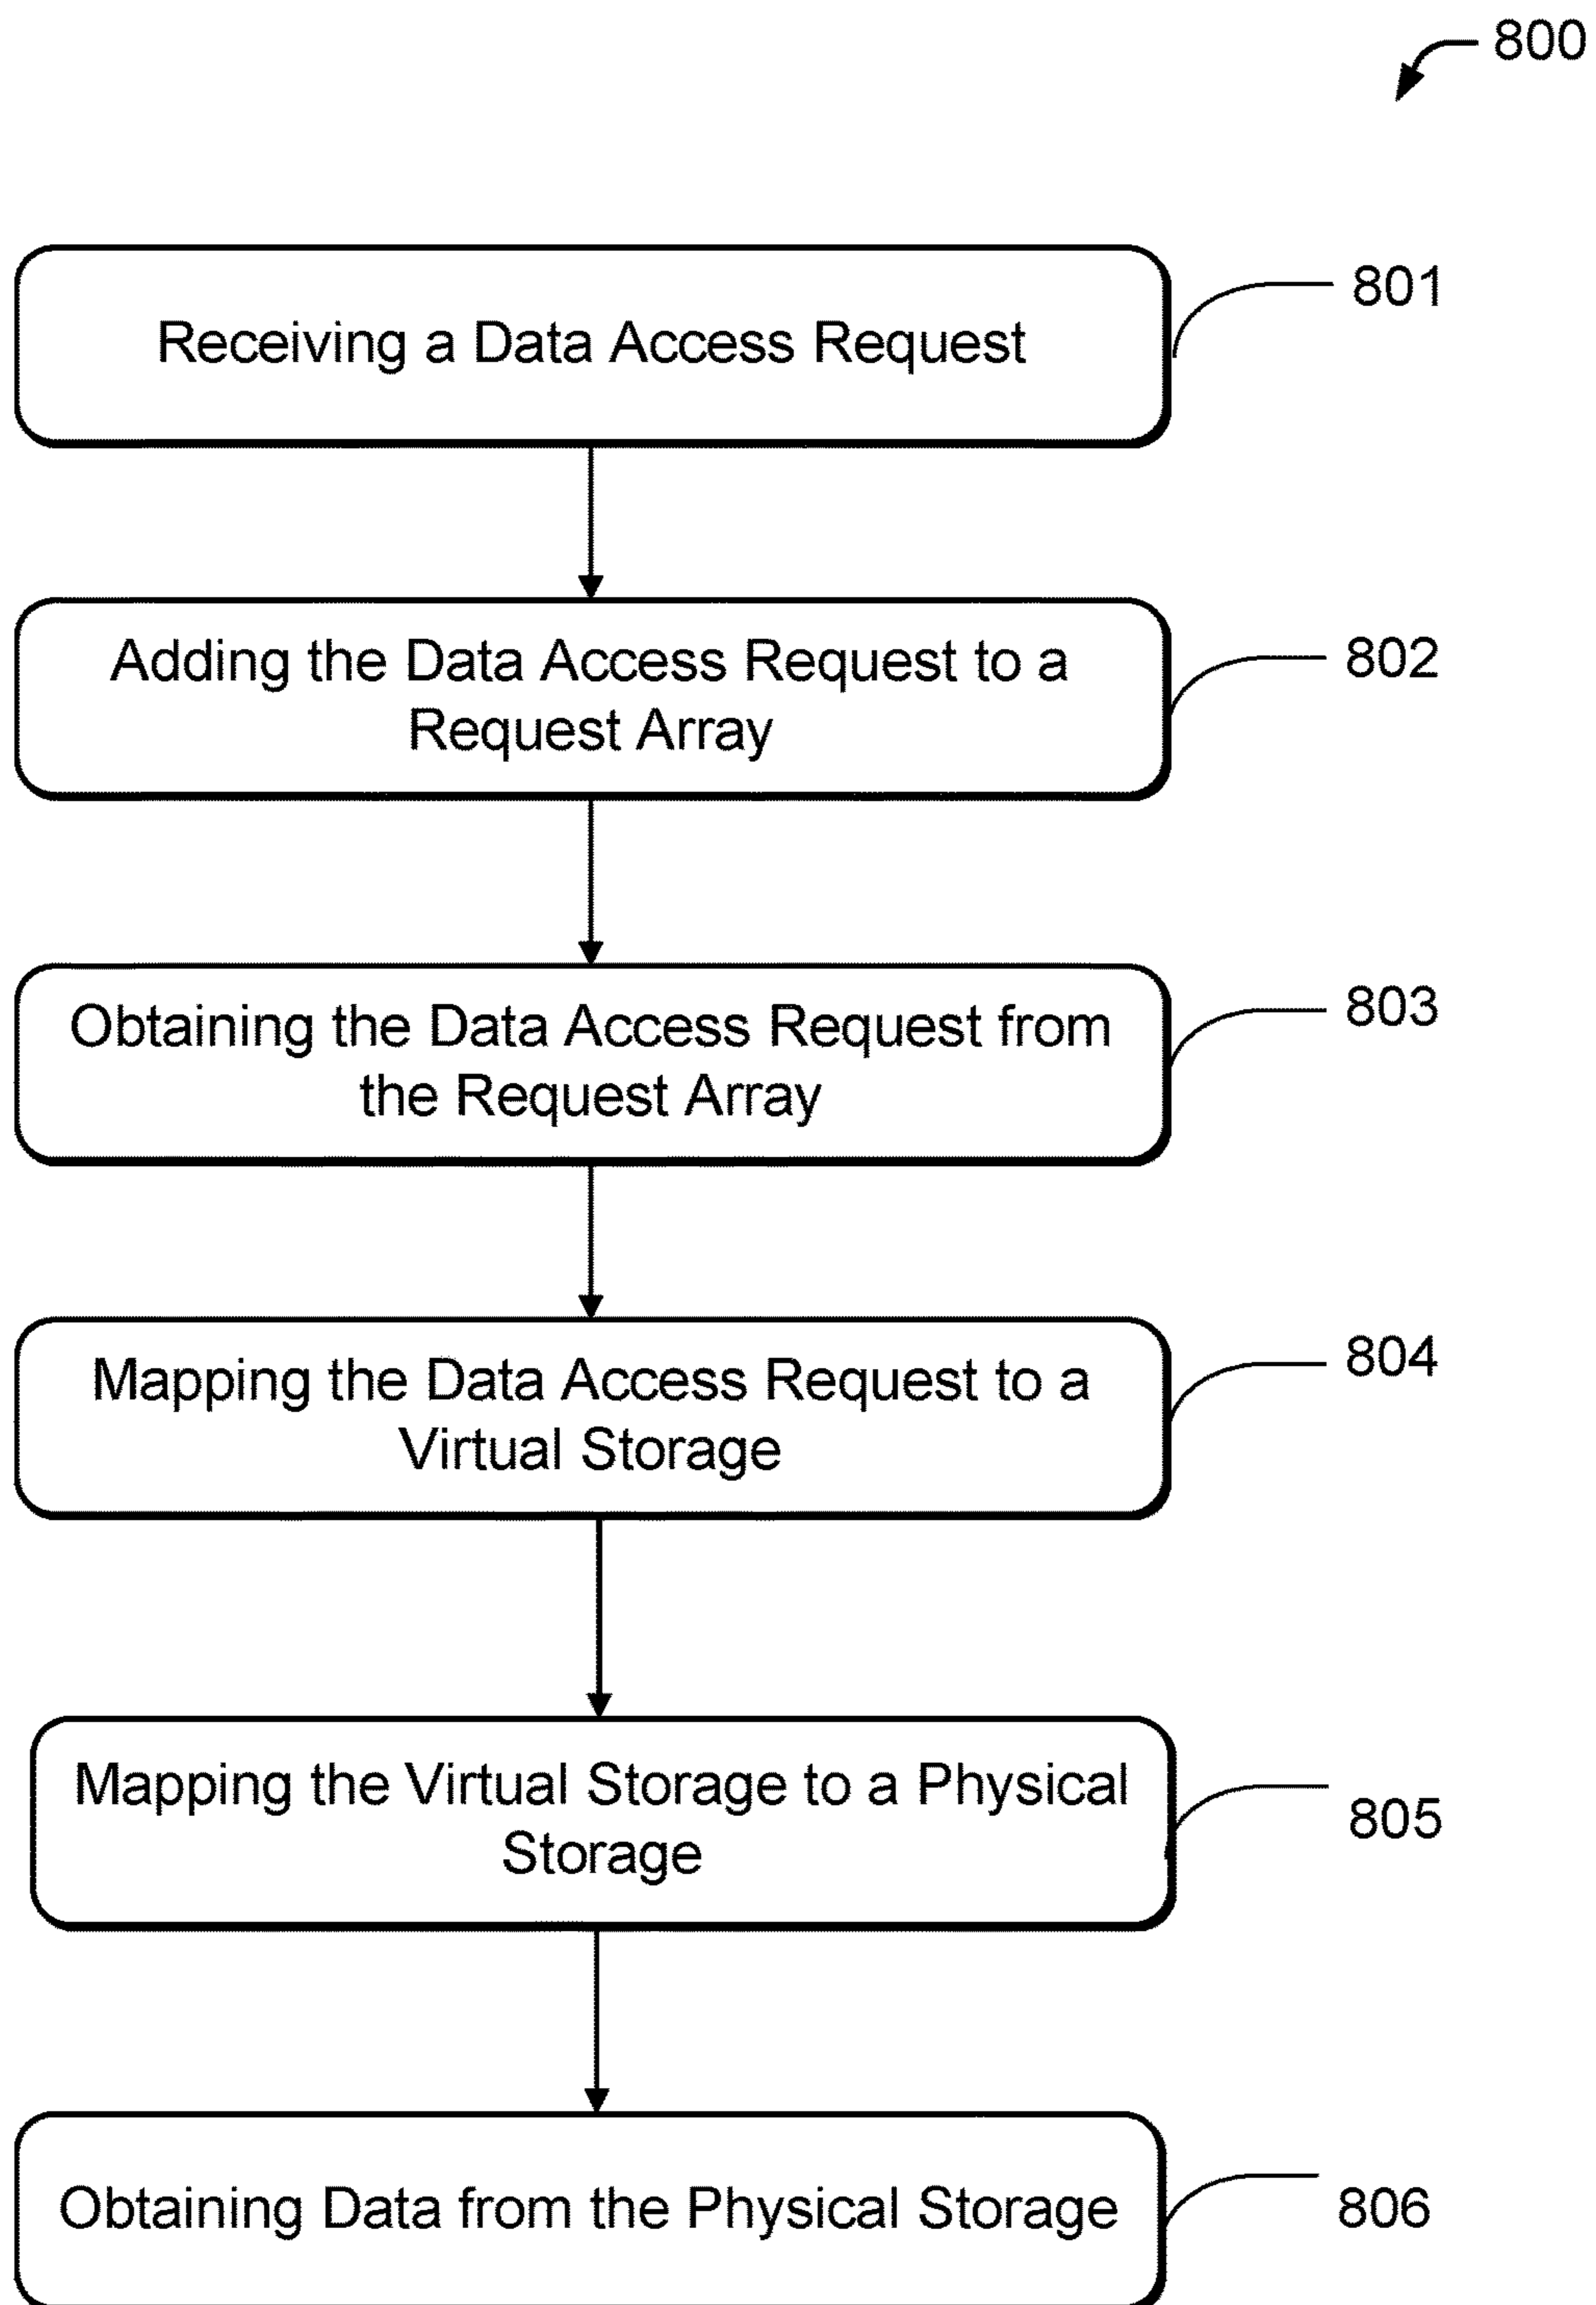 800
Receiving a Data Access Request
801
Adding the Data Access Request to a
Request Array
802
Obtaining the Data Access Request from
the Request Array
803
Mapping the Data Access Request to a
Virtual Storage
804
Mapping the Virtual Storage to a Physical
Storage
805
Obtaining Data from the Physical Storage
806